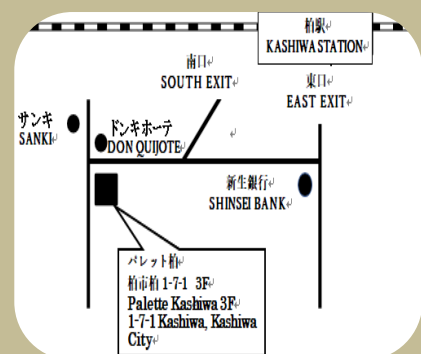 柏駅
KASHIWA STATION
南口
SOUTH EXIT
東口
EAST EXIT
サンキ
SANKI
ドンキホーテ
DON QUIJOTE
新生銀行
SHINSEI BANK
パレット柏
柏市柏 1-7-1 3F
Palette Kashiwa 3F
1-7-1 Kashiwa, Kashiwa
City